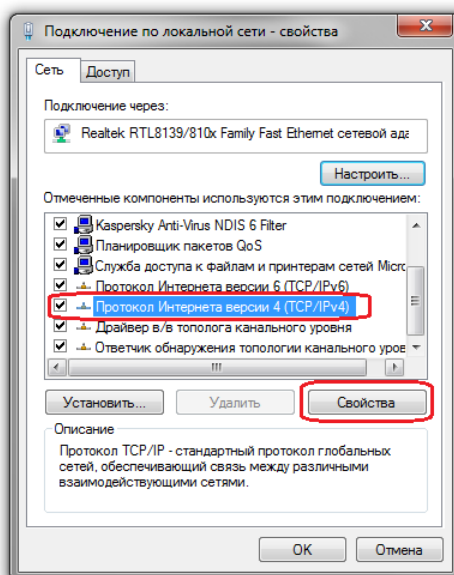 Подключение по локальной сети - свойства
Сеть Доступ
Подключение через:
Realtek RTL8139/810x Family Fast Ethernet сетевой ада
Настроить...
Отмеченные компоненты используются этим подключением:
Kaspersky Anti-Virus NDIS 6 Filter
Планировщик пакетов QoS
Служба доступа к файлам и принтерам сетей Micro
Протокол Интернета версии 6 (TCP/IPv6)
Протокол Интернета версии 4 (TCP/IPv4)
Драйвер в/в тополога канального уровня
Ответчик обнаружения топологии канального уров
Установить... Удалить Свойства
Описание
Протокол TCP/IP - стандартный протокол глобальных
сетей, обеспечивающий связь между различными
взаимодействующими сетями.
OK Отмена